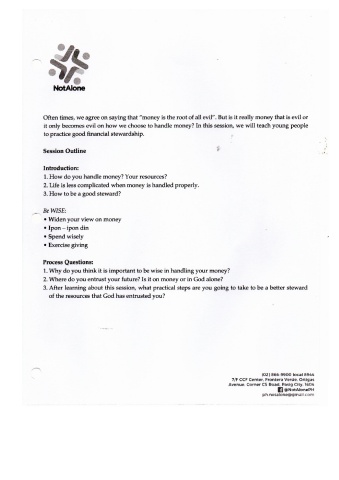 NotAlone
Often times, we agree on saying that "money is the root of all evil". But is it really money that is evil or
it only becomes evil on how we choose to handle money? In this session, we will teach young people
to practice good financial stewardship.
Session Outline
Introduction:
1. How do you handle money? Your resources?
2. Life is less complicated when money is handled properly.
3. How to be a good steward?
Be WISE:
• Widen your view on money
• Ipon – ipon din
• Spend wisely
• Exercise giving
Process Questions:
1. Why do you think it is important to be wise in handling your money?
2. Where do you entrust your future? Is it on money or in God alone?
3. After learning about this session, what practical steps are you going to take to be a better steward
of the resources that God has entrusted you?
(02) 866 9900 local
7/F CCF Center, Frontera Verde, Ortigas
Avenue, Corner C5 Road, Pasig City,
@NotAlonePH